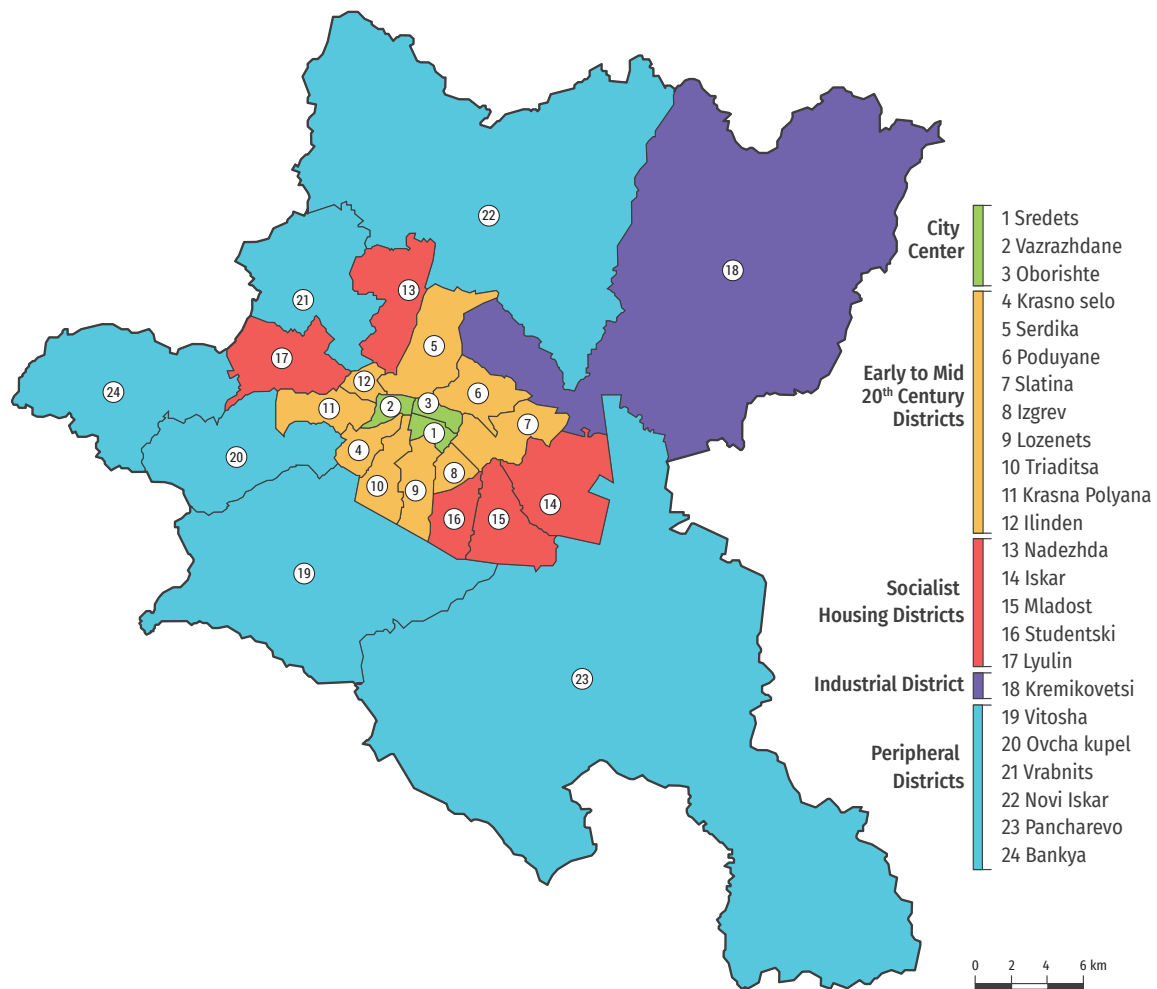 22
18
13
21
5
17
12
6
24
2
3
11
7
1
20
4
8
10
9
14
16
15
19
23
City
Center
1 Sredets
2 Vazrazhdane
3 Oborishte
Early to Mid
20th Century
Districts
4 Krasno selo
5 Serdika
6 Poduyane
7 Slatina
8 Izgrev
9 Lozenets
10 Triaditsa
11 Krasna Polyana
12 Ilinden
Socialist
Housing Districts
13 Nadezhda
14 Iskar
15 Mladost
16 Studentski
17 Lyulin
Industrial District
18 Kremikovetsi
Peripheral
Districts
19 Vitosha
20 Ovcha kupel
21 Vrabnits
22 Novi Iskar
23 Pancharevo
24 Bankya
0 2 4 6 km